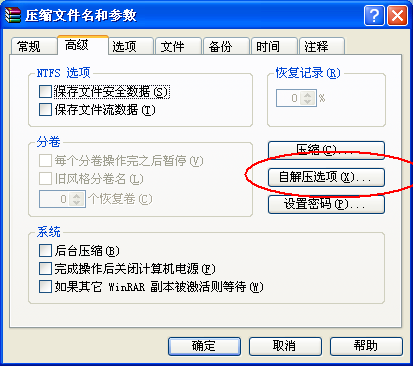 压缩文件名和参数
常规 高级 选项 文件 备份 时间 注释
NTFS 选项
保存文件安全数据(S)
保存文件流数据(T)
恢复记录(R)
0 %
分卷
每个分卷操作完之后暂停(V)
旧风格分卷名(L)
0 个恢复卷(C)
压缩(C)...
自解压选项(X)...
设置密码(P)...
系统
后台压缩(B)
完成操作后关闭计算机电源(F)
如果其它 WinRAR 副本被激活则等待(W)
确定 取消 帮助